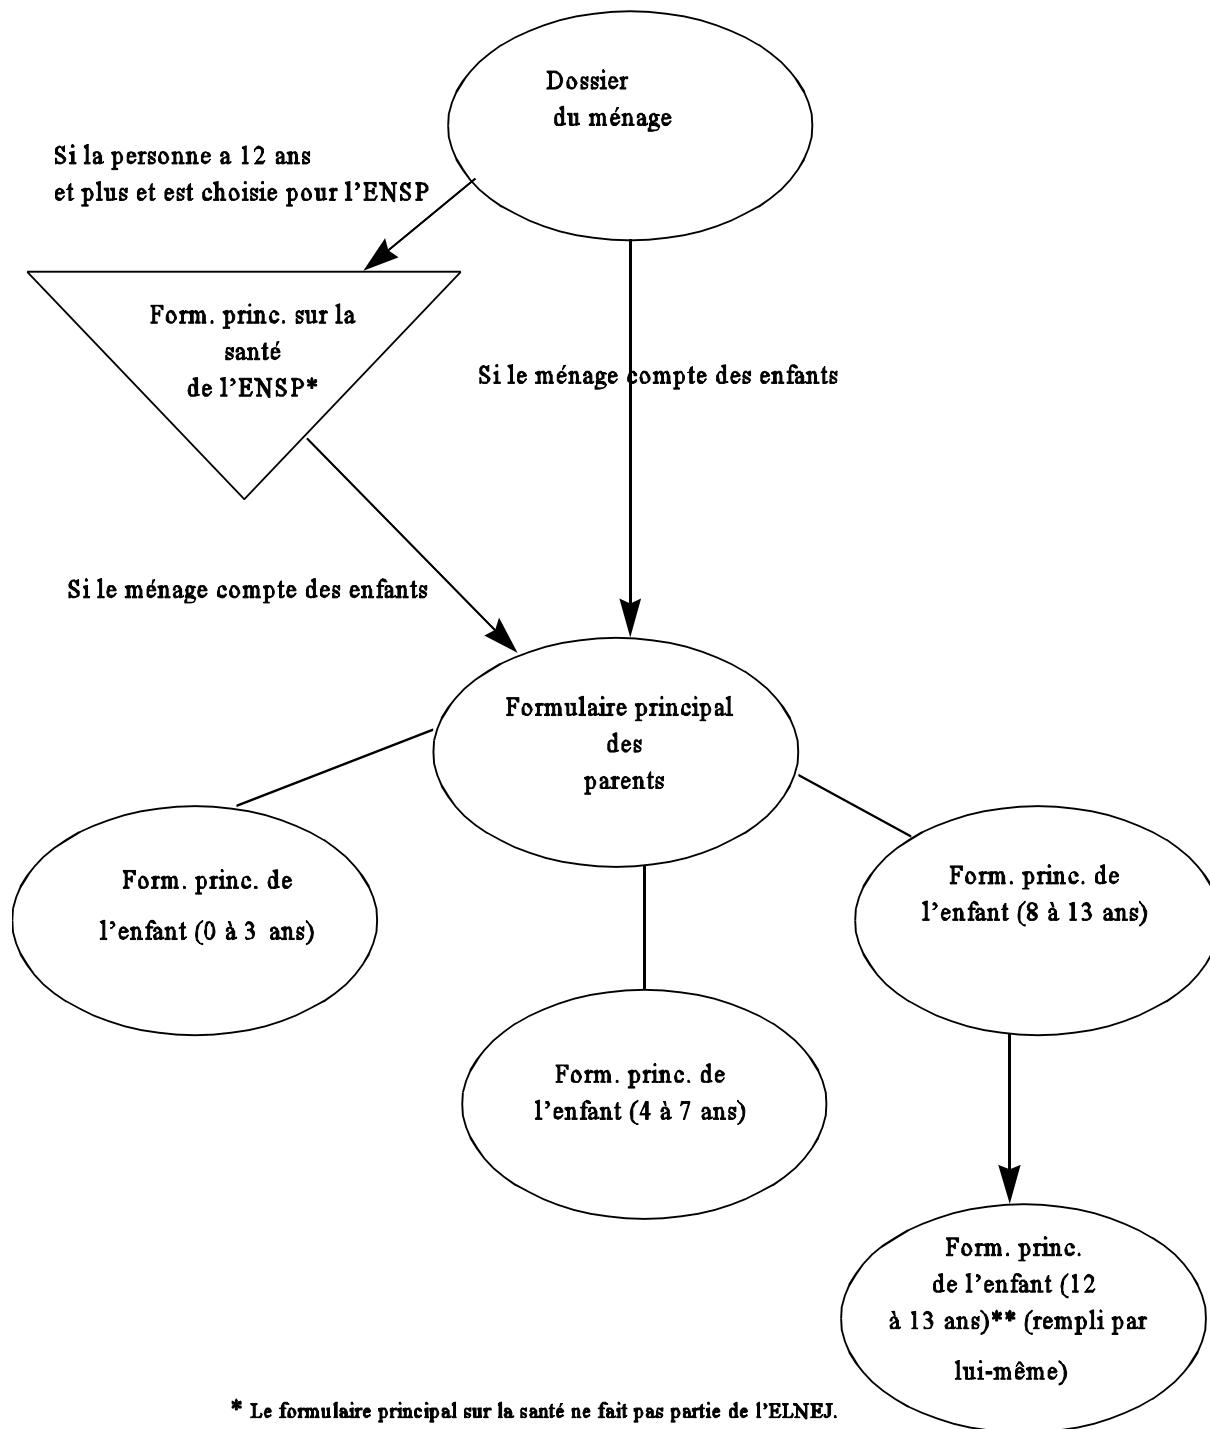 Dossier
du ménage
Si la personne a 12 ans
et plus et est choisie pour l’ENSP
Form. princ. sur la
santé
de l’ENSP*
Si le ménage compte des enfants
Si le ménage compte des enfants
Formulaire principal
des
parents
Form. princ. de
l’enfant (0 à 3 ans)
Form. princ. de
l’enfant (8 à 13 ans)
Form. princ. de
l’enfant (4 à 7 ans)
Form. princ.
de l’enfant (12
à 13 ans)** (rempli par
lui-même)
* Le formulaire principal sur la santé ne fait pas partie de l’ELNEJ.